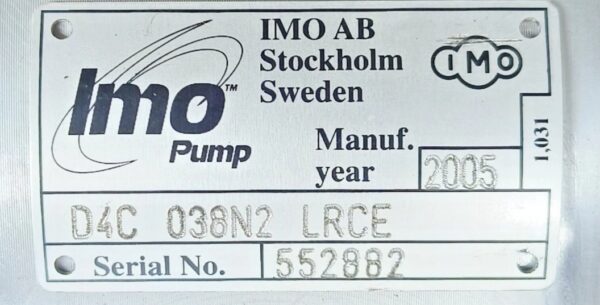 Imo™
Pump
IMO AB
Stockholm
Sweden
IMO
Manuf.
year
2005
1,031
D4C 038N2 LRCE
Serial No. 552882